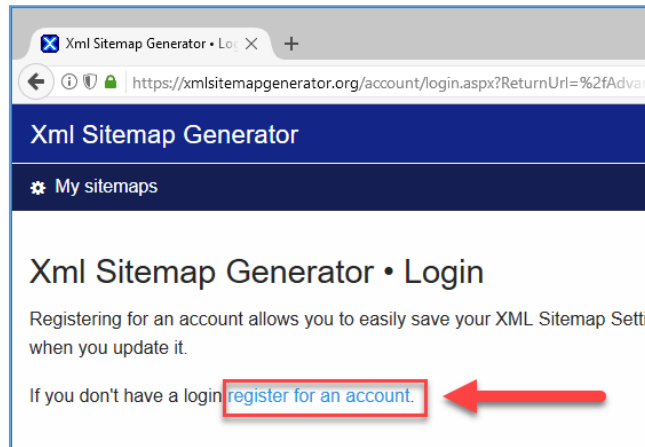 Xml Sitemap Generator • Log
https://xmlsitemapgenerator.org/account/login.aspx?ReturnUrl=%2fAdva
Xml Sitemap Generator
My sitemaps
Xml Sitemap Generator • Login
Registering for an account allows you to easily save your XML Sitemap Setti
when you update it.
If you don't have a login register for an account.